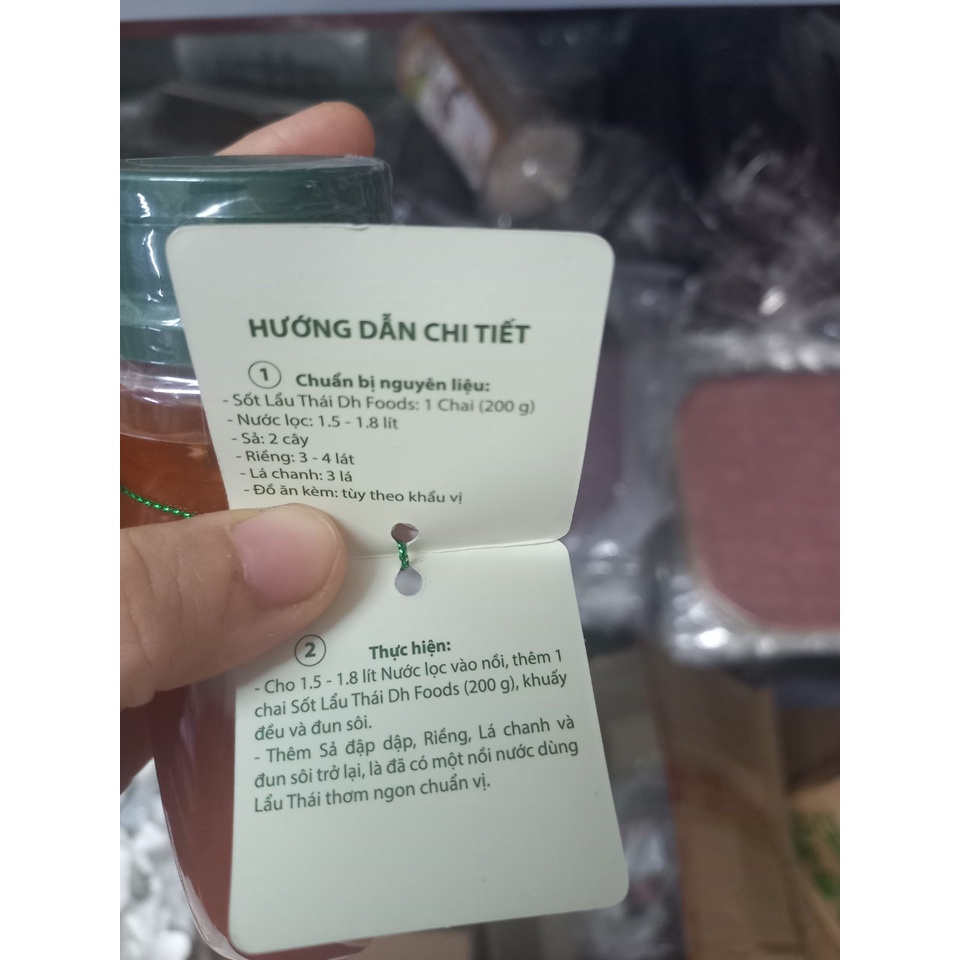 HƯỚNG DẪN CHI TIẾT
1 Chuẩn bị nguyên liệu:
- Sốt Lẩu Thái Dh Foods: 1 Chai (200 g)
- Nước lọc: 1.5 - 1.8 lít
- Sả: 2 cây
- Riềng: 3 - 4 lát
- Lá chanh: 3 lá
- Đồ ăn kèm: tùy theo khẩu vị
2 Thực hiện:
- Cho 1.5 - 1.8 lít Nước lọc vào nồi, thêm 1
chai Sốt Lẩu Thái Dh Foods (200 g), khuấy
đều và đun sôi.
- Thêm Sả đập dập, Riềng, Lá chanh và
đun sôi trở lại, là đã có một nồi nước dùng
Lẩu Thái thơm ngon chuẩn vị.